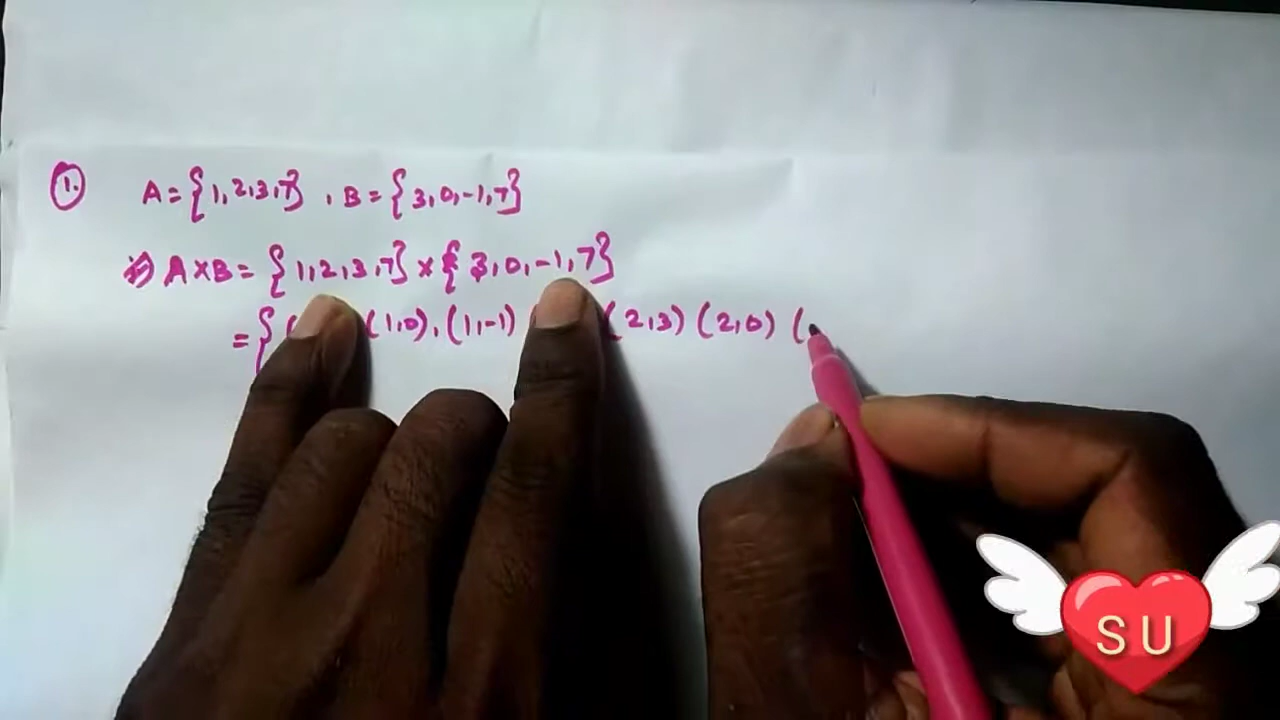 1. A = {1,2,3,7} , B = {3,0,-1,7}
i) A×B = {1,2,3,7} × { 3,0,-1,7}
= { ( (1,0), (1,-1) (2,3) (2,0) (
SU